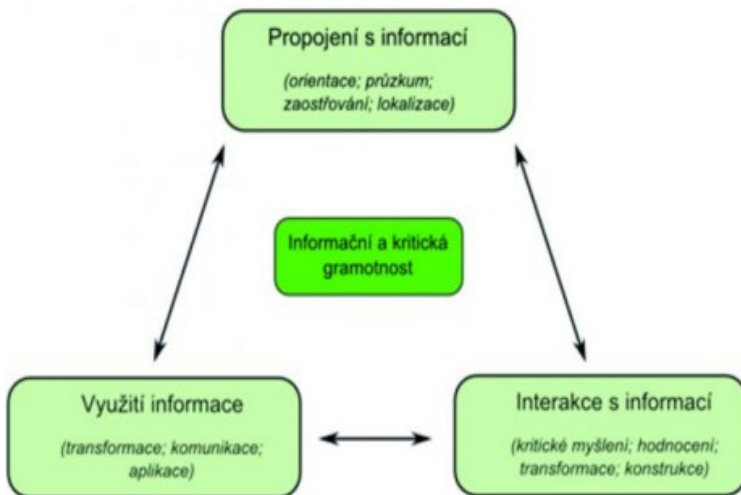 Propojení s informací
(orientace; průzkum;
zaostřování; lokalizace)
Informační a kritická
gramotnost
Využití informace
(transformace; komunikace;
aplikace)
Interakce s informací
(kritické myšlení; hodnocení;
transformace; konstrukce)